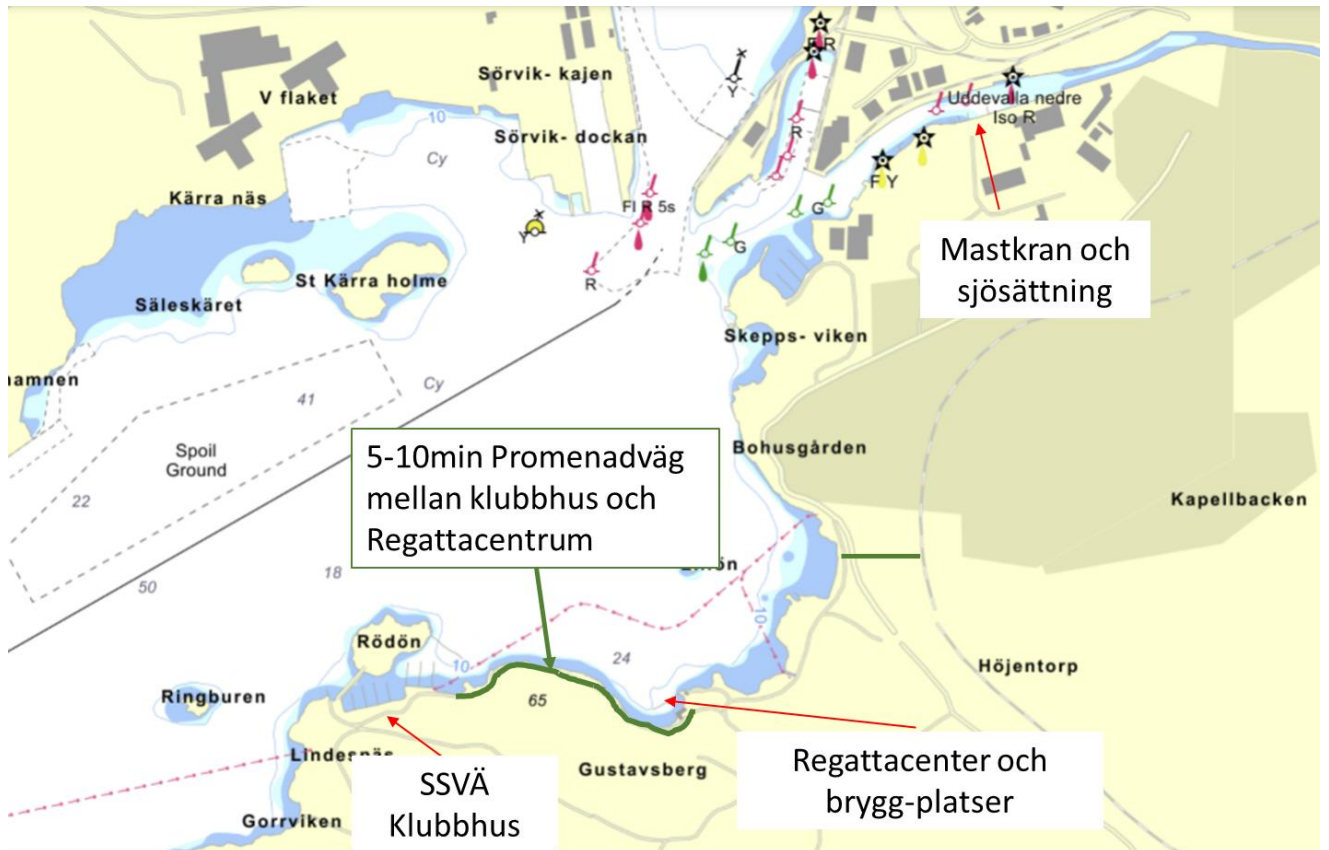 Sörvik- kajen
V flaket
10
Sörvik- dockan
Cy
Y
F R
R
Uddevalla nedre
Iso R
F Y
Kärra näs
Fl R 5s
G
G
Y
R
St Kärra holme
Säleskäret
Mastkran och
sjösättning
Skepps- viken
Cy
41
Spoil
Ground
22
5-10min Promenadväg
mellan klubbhus och
Regattacentrum
Bohusgården
Kapellbacken
50
18
10
Rödön
10
24
Höjentorp
Ringburen
65
Lindesnäs
Gustavsberg
SSVÄ
Klubbhus
Regattacenter och
brygg-platser
Gorrviken